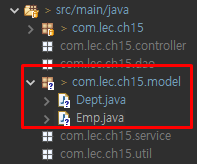 > src/main/java
> com.lec.ch15
com.lec.ch15.controller
com.lec.ch15.dao
> com.lec.ch15.model
> Dept.java
> Emp.java
com.lec.ch15.service
com.lec.ch15.util